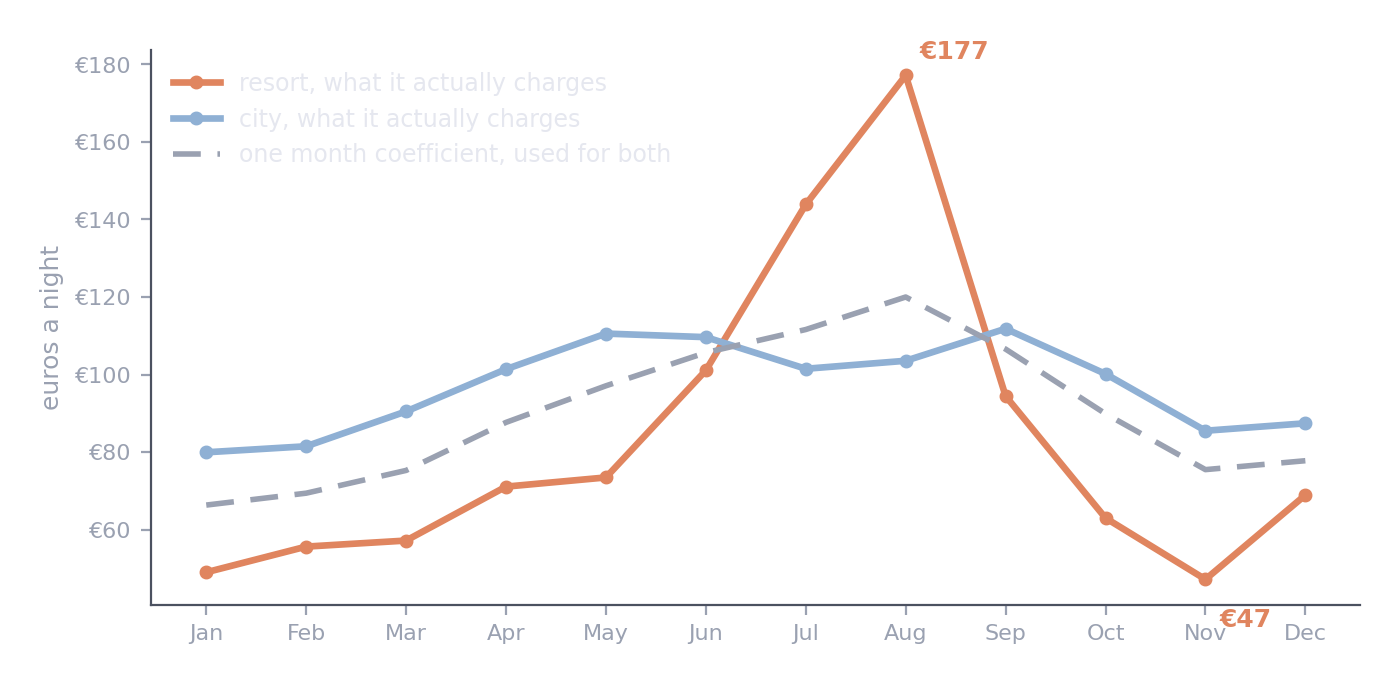 €177
€180
resort, what it actually charges
city, what it actually charges
€160
one month coefficient, used for both
€140
€120
€100
€80
€60
euros a night
€47
Jan Feb Mar Apr May Jun Jul Aug Sep Oct Nov Dec